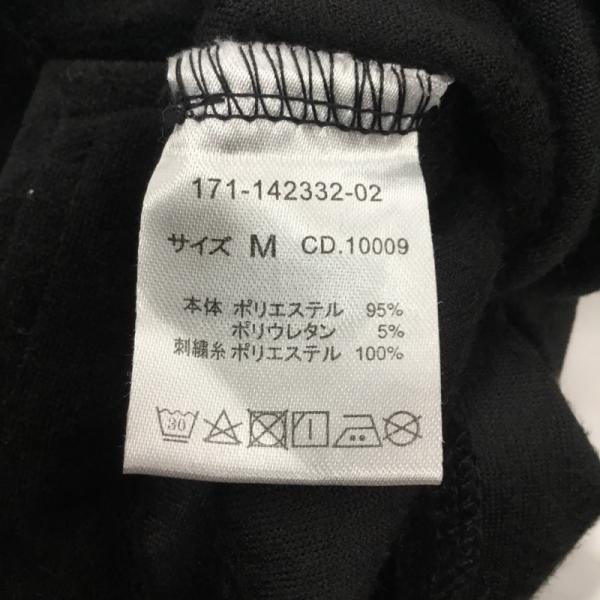 171-142332-02
サイズ M CD.10009
本体 ポリエステル 95%
ポリウレタン 5%
刺繍糸 ポリエステル 100%
30